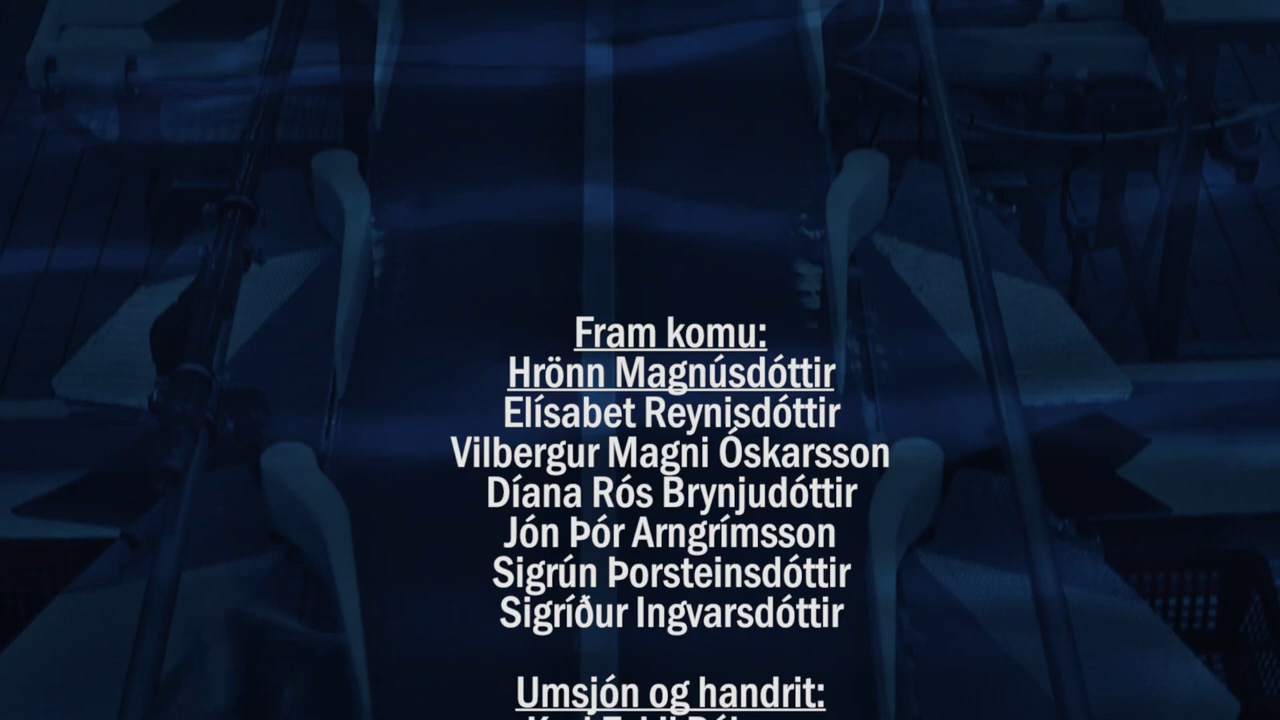 Fram komu:
Hrönn Magnúsdóttir
Elísabet Reynisdóttir
Vilbergur Magni Óskarsson
Díana Rós Brynjudóttir
Jón Þór Arngrímsson
Sigrún Þorsteinsdóttir
Sigríður Ingvarsdóttir
Umsjón og handrit: